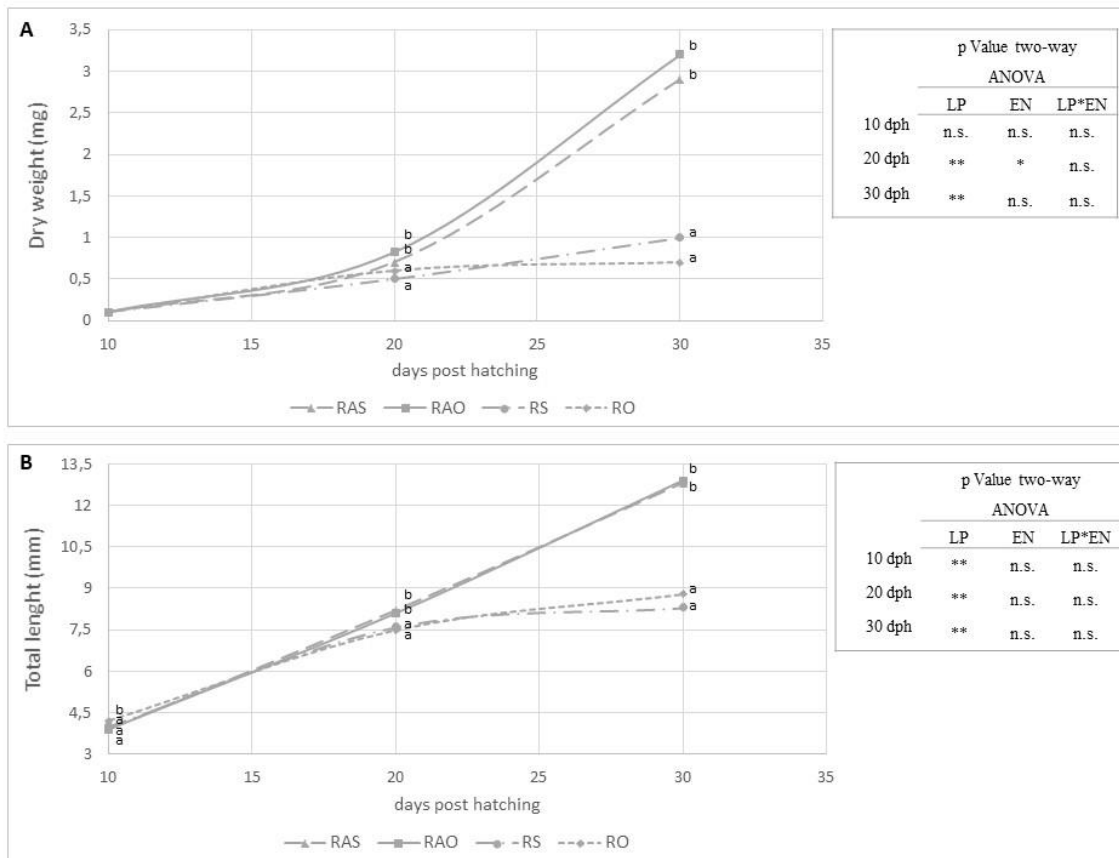 A
3,5
3
2,5
2
1,5
1
0,5
0
Dry weight (mg)
b
b
b
b
a
a
a
a
10 15 20 25 30 35
days post hatching
RAS RAO RS RO
p Value two-way
ANOVA
LP EN LP*EN
10 dph n.s. n.s. n.s.
20 dph ** * n.s.
30 dph ** n.s. n.s.
B
13,5
12
10,5
9
7,5
6
4,5
3
Total lenght (mm)
b
b
b
b
a
a
a
a
b
a
a
a
10 15 20 25 30 35
days post hatching
RAS RAO RS RO
p Value two-way
ANOVA
LP EN LP*EN
10 dph ** n.s. n.s.
20 dph ** n.s. n.s.
30 dph ** n.s. n.s.